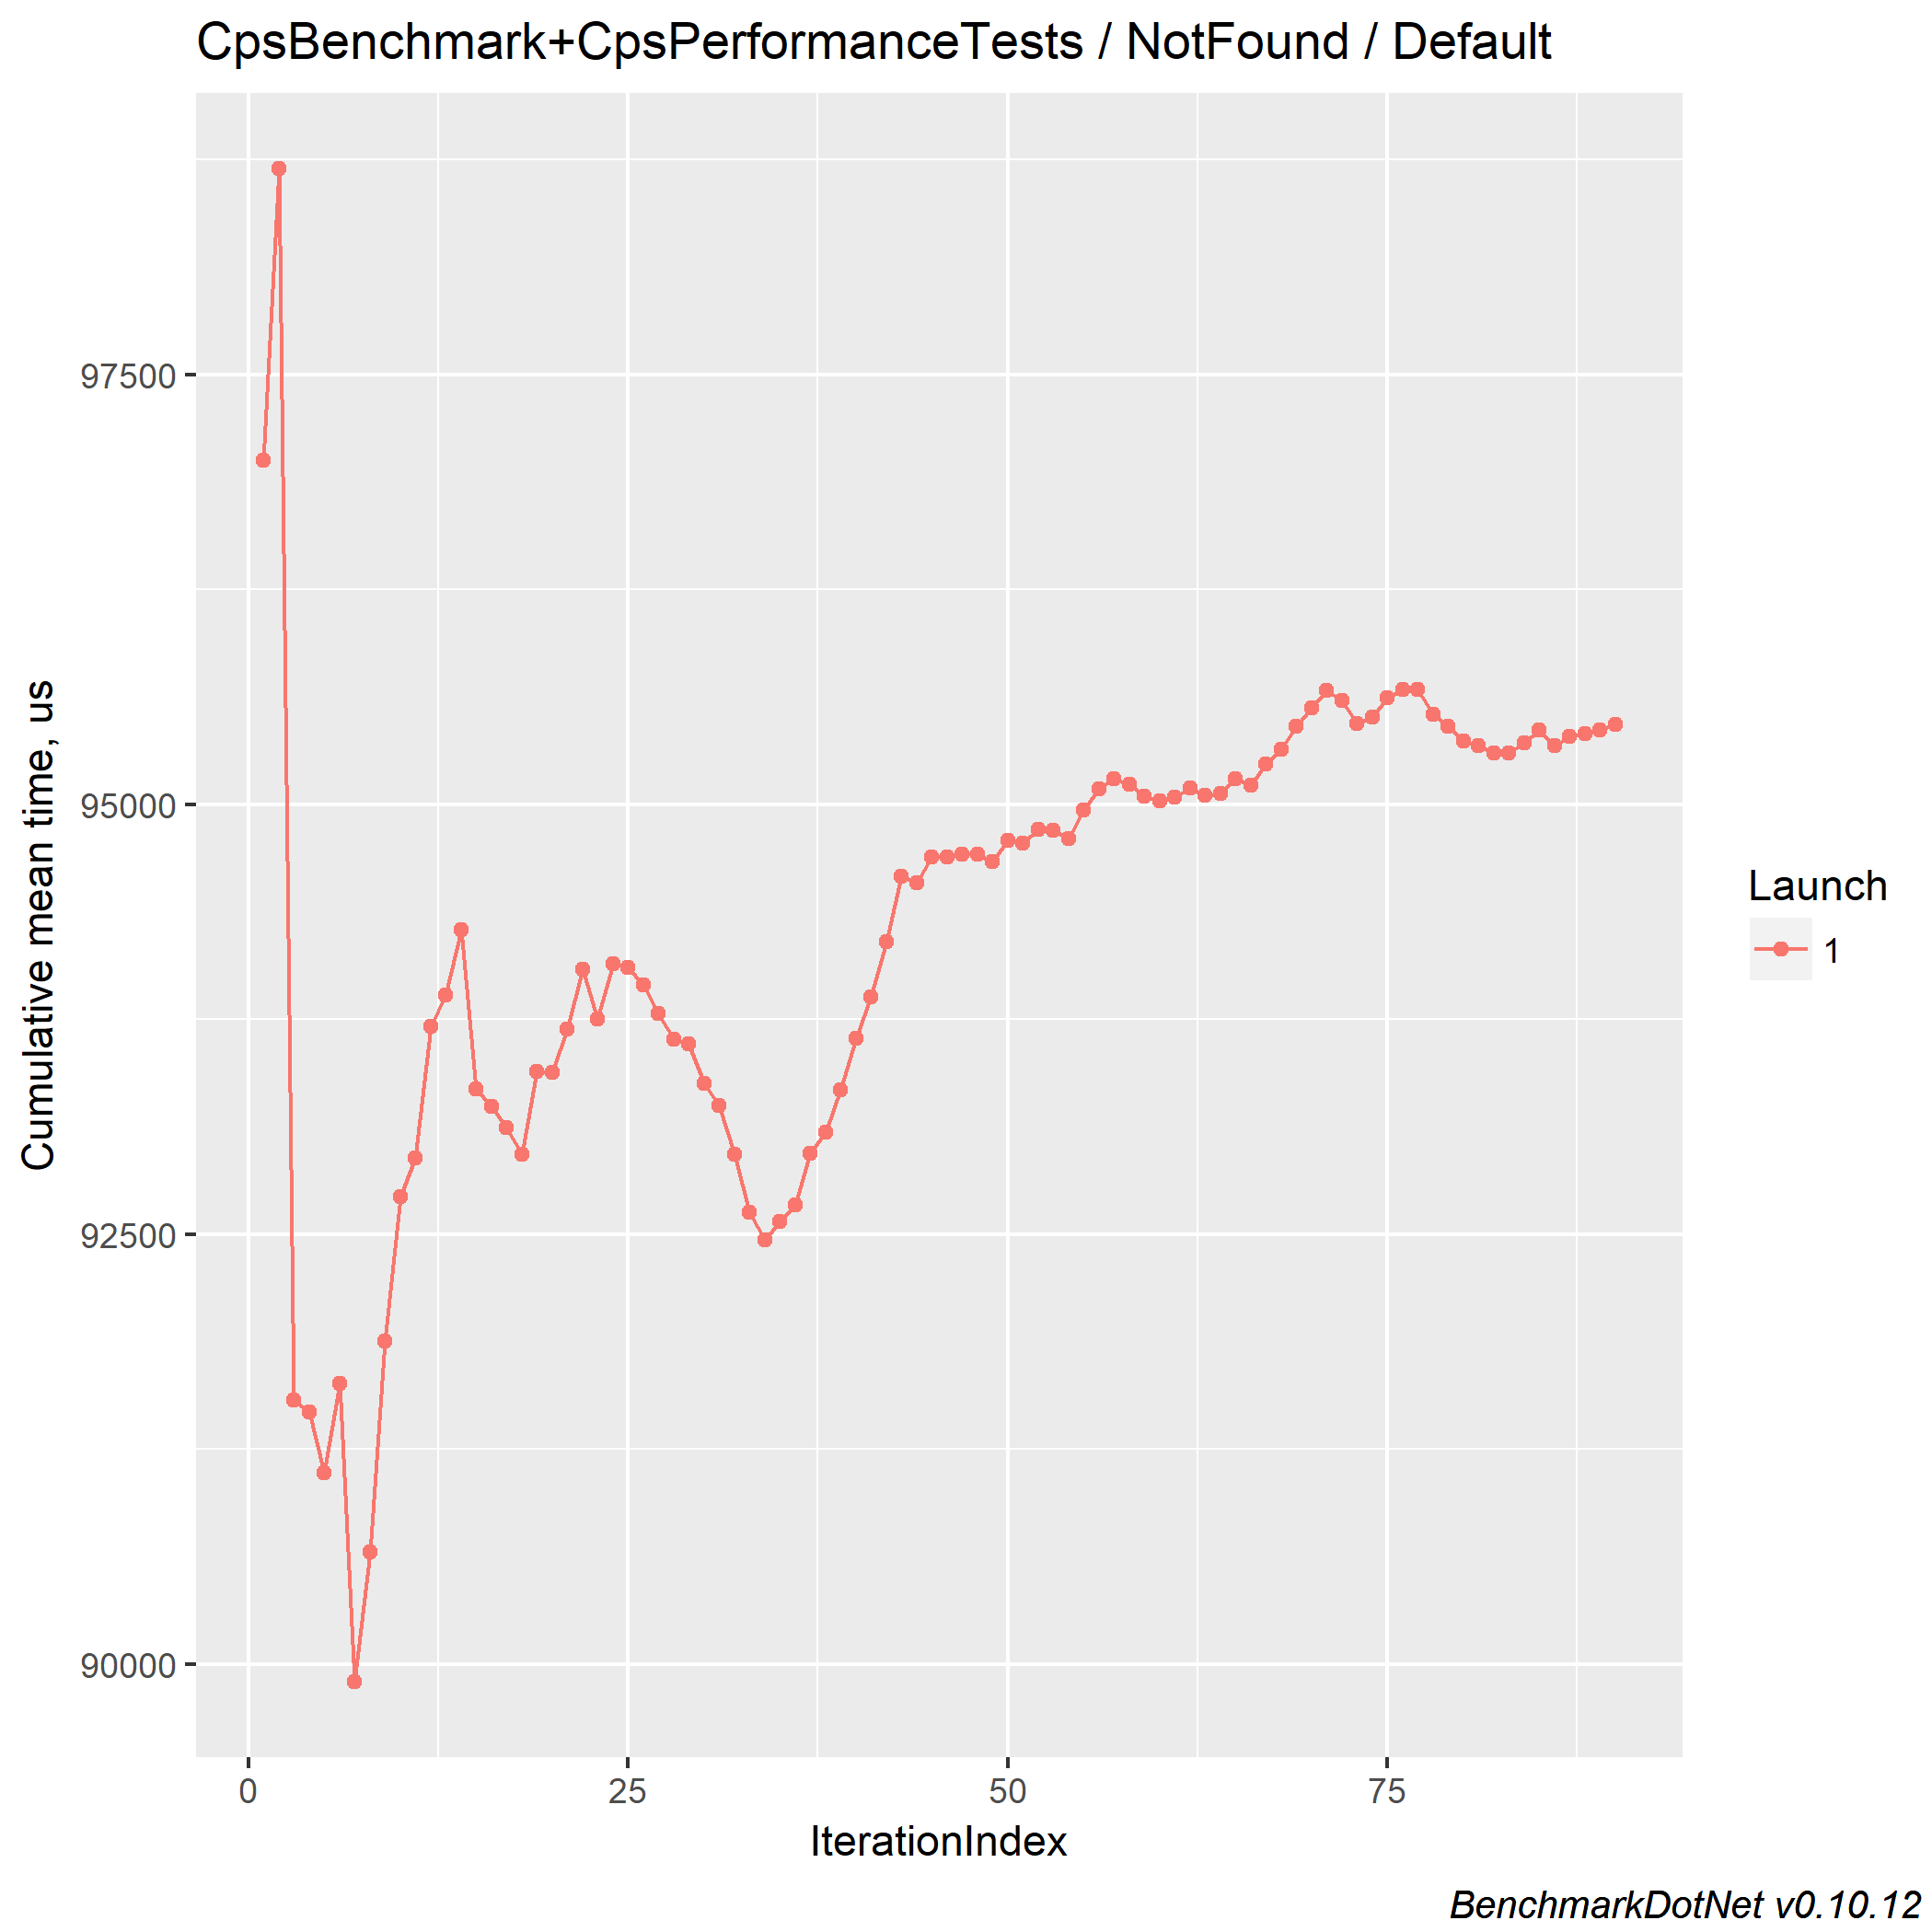 CpsBenchmark+CpsPerformanceTests / NotFound / Default
Cumulative mean time, us
97500
95000
92500
90000
0 25 50 75
IterationIndex
Launch
1
BenchmarkDotNet v0.10.12